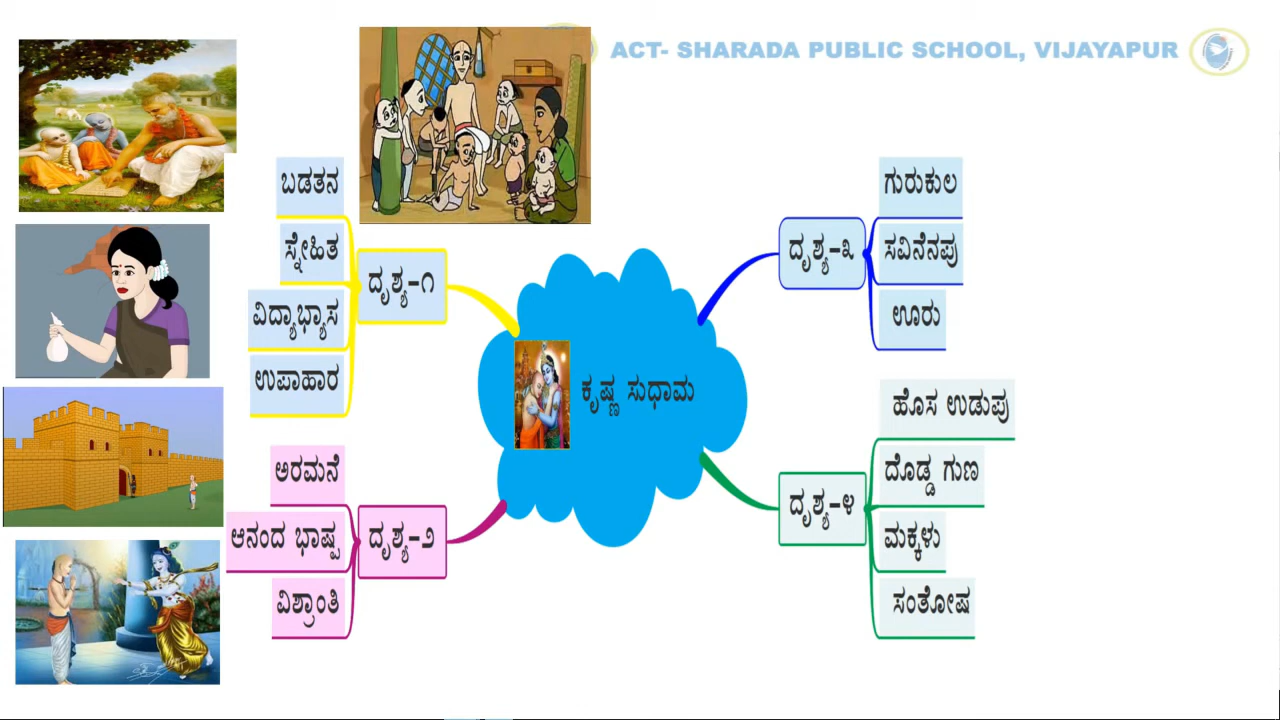 ACT- SHARADA PUBLIC SCHOOL, VIJAYAPUR
ಕೃಷ್ಣ ಸುಧಾಮ
ದೃಶ್ಯ-೧
ಬಡತನ
ಸ್ನೇಹಿತ
ವಿದ್ಯಾಭ್ಯಾಸ
ಉಪಾಹಾರ
ದೃಶ್ಯ-೨
ಅರಮನೆ
ಆನಂದ ಭಾಷ್ಪ
ವಿಶ್ರಾಂತಿ
ದೃಶ್ಯ-೩
ಗುರುಕುಲ
ಸವಿನೆನಪು
ಊರು
ದೃಶ್ಯ-೪
ಹೊಸ ಉಡುಪು
ದೊಡ್ಡ ಗುಣ
ಮಕ್ಕಳು
ಸಂತೋಷ